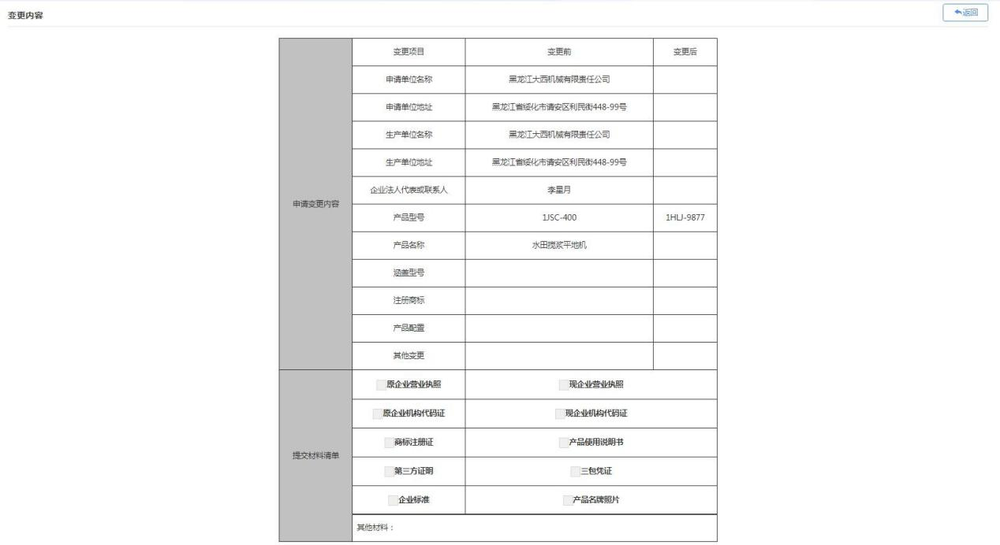 变更内容
返回
变更项目 变更前 变更后
申请单位名称 黑龙江大西机械有限责任公司
申请单位地址 黑龙江省绥化市请安区利民街448-99号
生产单位名称 黑龙江大西机械有限责任公司
生产单位地址 黑龙江省绥化市请安区利民街448-99号
企业法人代表或联系人 李星月
申请变更内容
产品型号 1JSC-400 1HLJ-9877
产品名称 水田搅浆平地机
涵盖型号
注册商标
产品配置
其他变更
原企业营业执照 现企业营业执照
原企业机构代码证 现企业机构代码证
商标注册证 产品使用说明书
提交材料清单
第三方证明 三包凭证
企业标准 产品名牌照片
其他材料：